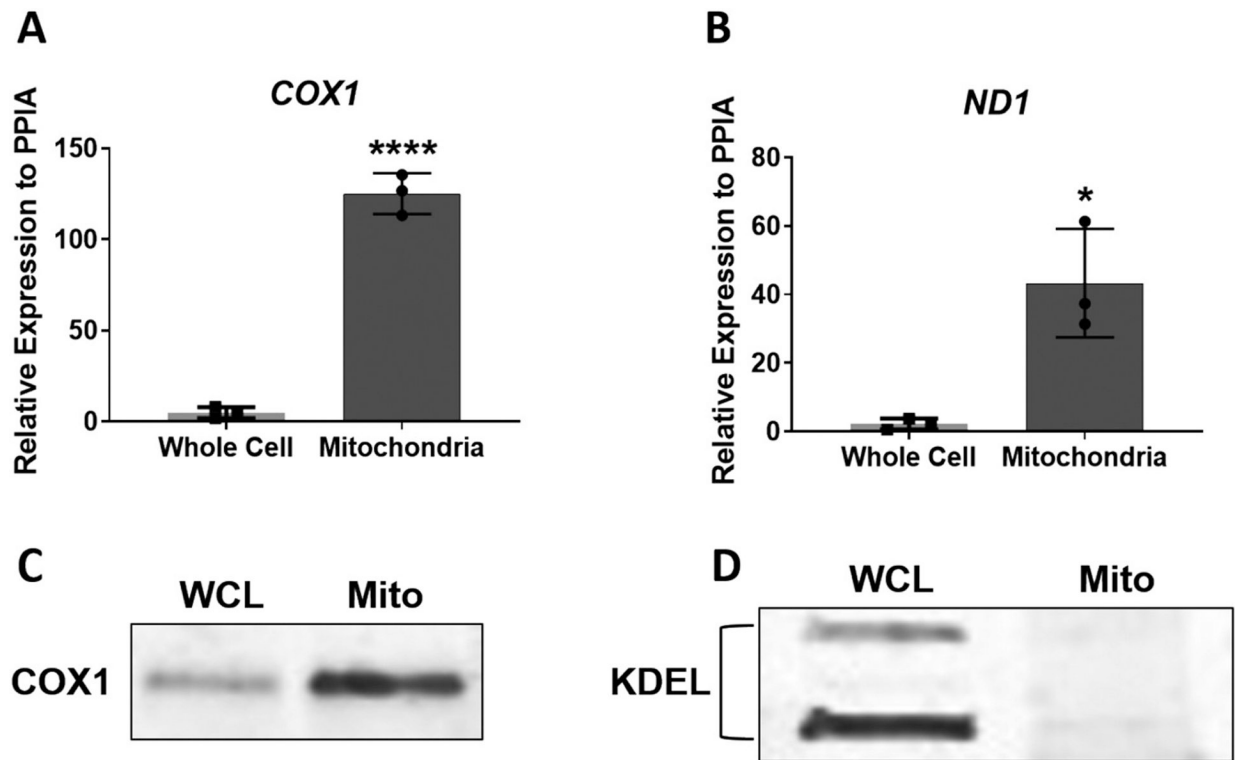 A
COX1
Relative Expression to PPIA
150
100
50
0
****
Whole Cell
Mitochondria
B
ND1
Relative Expression to PPIA
80
60
40
20
0
*
Whole Cell
Mitochondria
C
WCL
Mito
COX1
D
WCL
Mito
KDEL